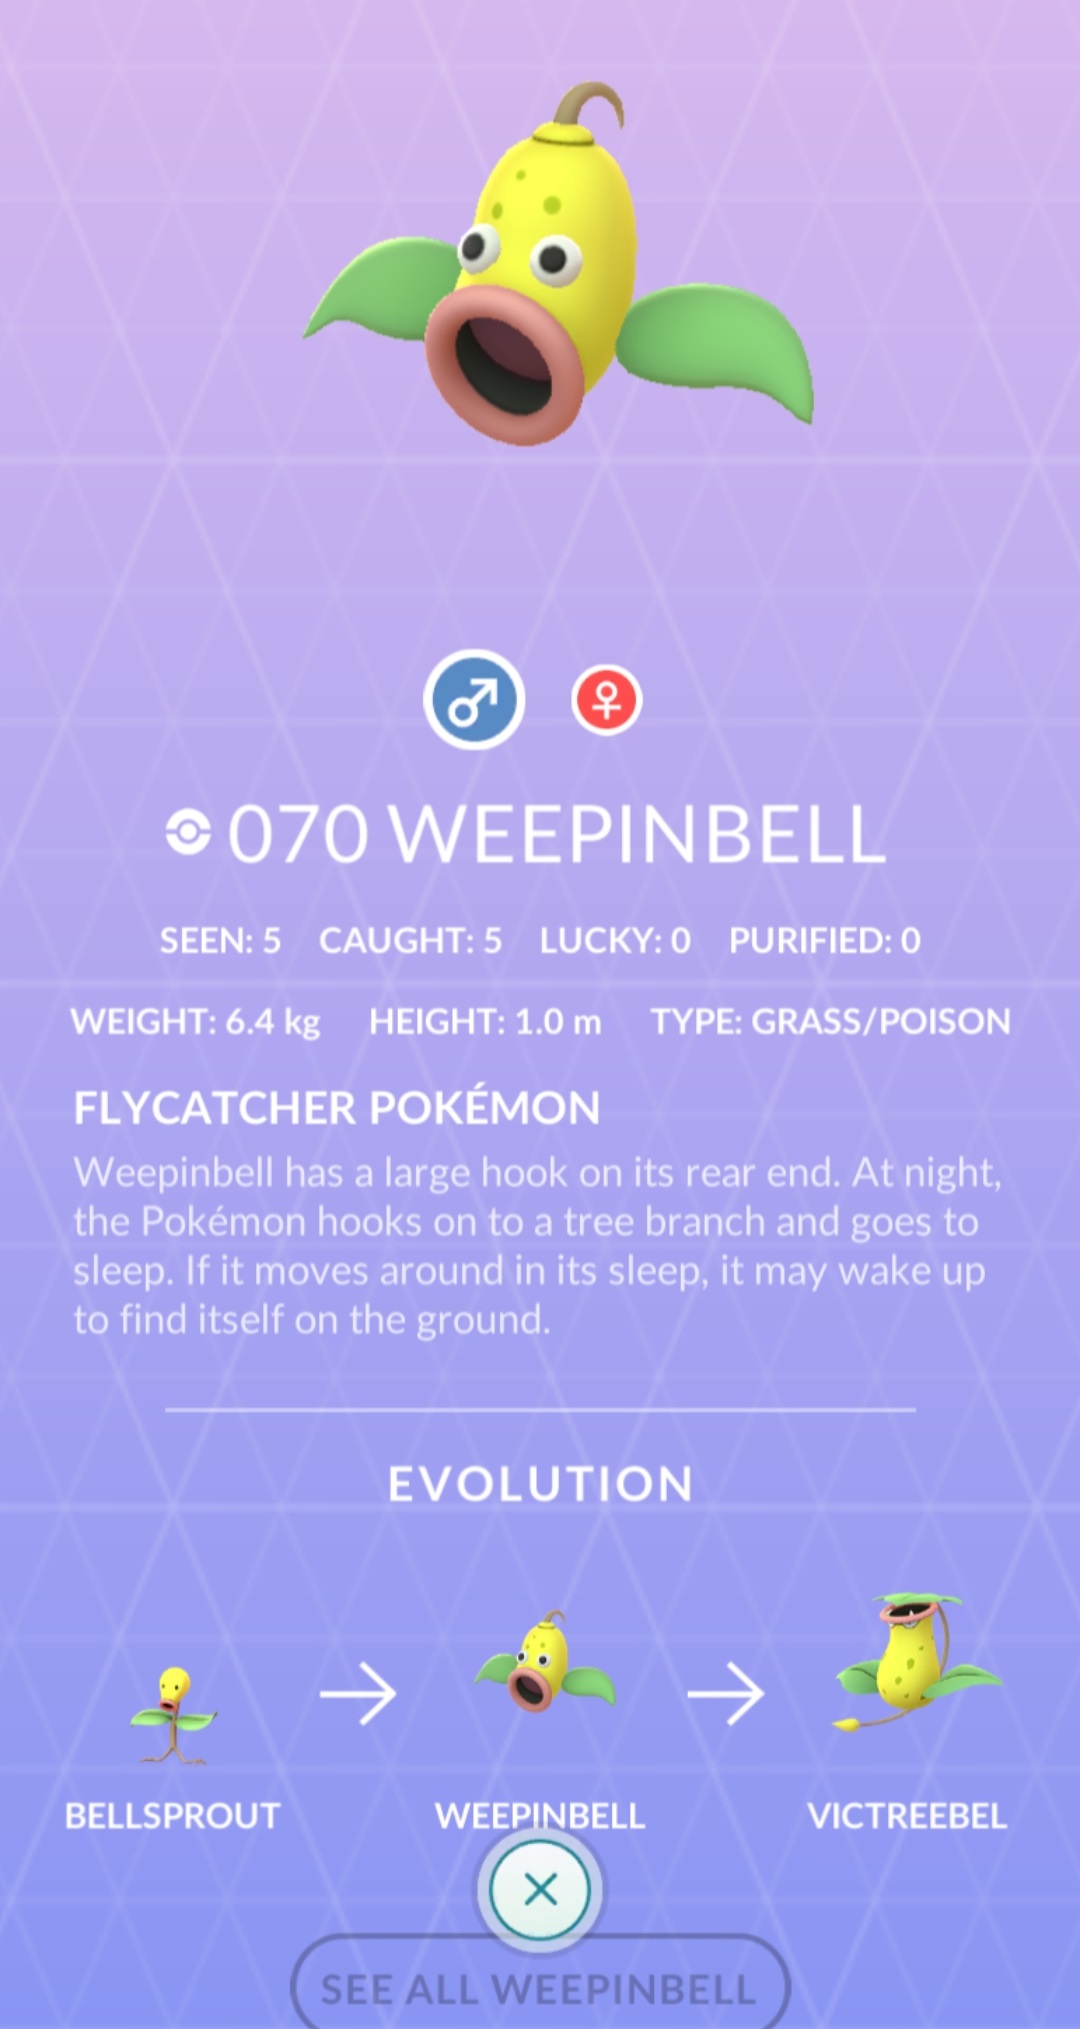 070 WEEPINBELL
SEEN: 5 CAUGHT: 5 LUCKY: 0 PURIFIED: 0
WEIGHT: 6.4 kg HEIGHT: 1.0 m TYPE: GRASS/POISON
FLYCATCHER POKÉMON
Weepinbell has a large hook on its rear end. At night,
the Pokémon hooks on to a tree branch and goes to
sleep. If it moves around in its sleep, it may wake up
to find itself on the ground.
EVOLUTION
BELLSPROUT WEEPINBELL VICTREEBEL
SEE ALL WEEPINBELL